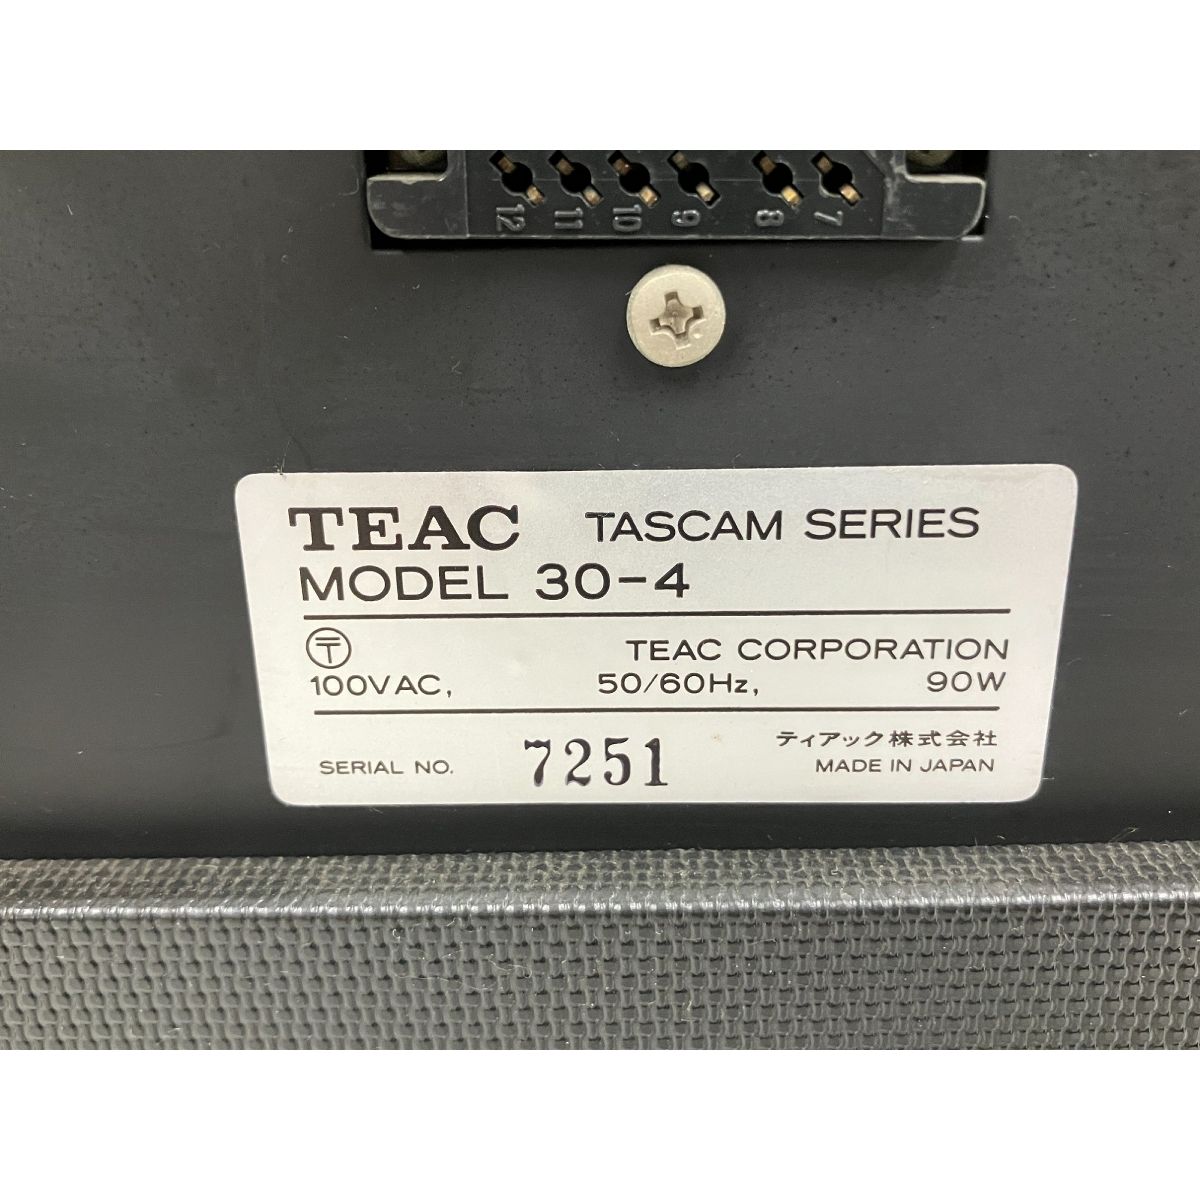 12 11 10 9 8 7
TEAC TASCAM SERIES
MODEL 30-4
〒 TEAC CORPORATION
100VAC, 50/60Hz, 90W
ティアック株式会社
SERIAL NO. 7251 MADE IN JAPAN